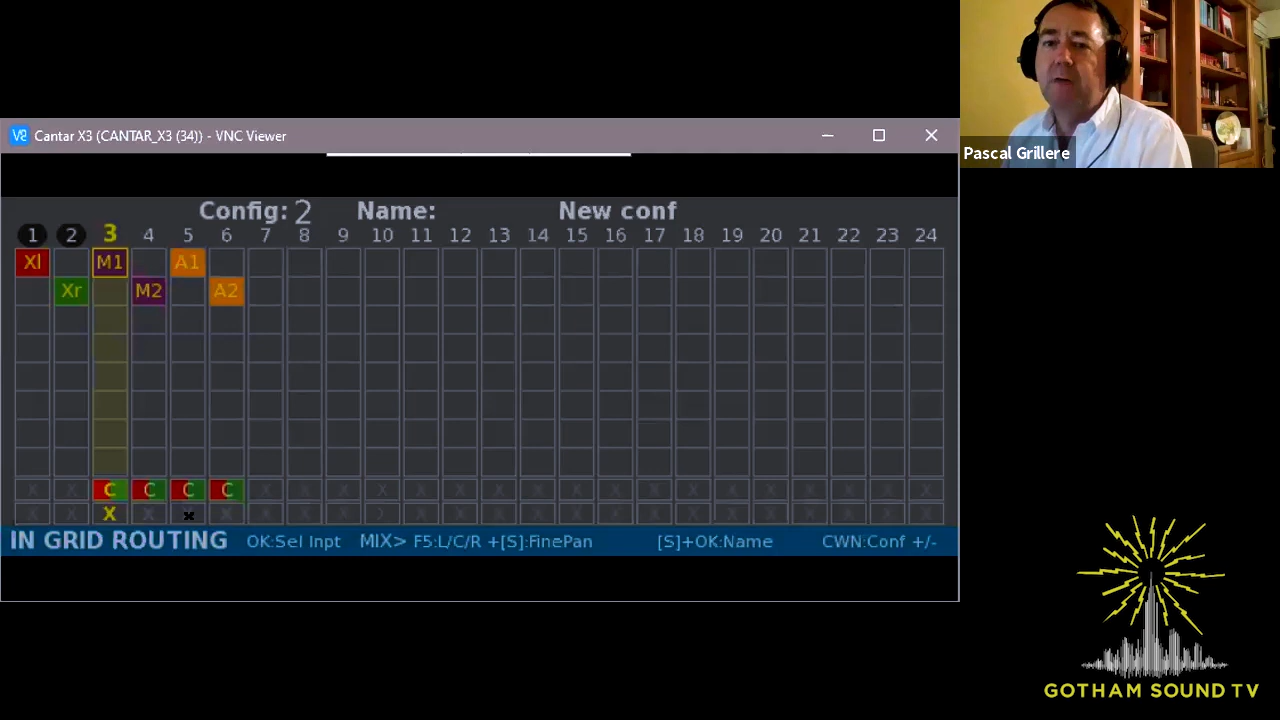 VE Cantar X3 (CANTAR_X3 (34)) - VNC Viewer
Pascal Grillere
Config: 2 Name: New conf
1 2 3 4 5 6 7 8 9 10 11 12 13 14 15 16 17 18 19 20 21 22 23 24
Xl M1 A1
Xr M2 A2
X X C C C C X X X X X X X X X X X X X X X X X X
X X X X x X X X X X X X X X X X X X X X X X X
IN GRID ROUTING OK:Sel Inpt MIX> F5:L/C/R +[S]:FinePan [S]+OK:Name CWN:Conf +/-
GOTHAM SOUND TV